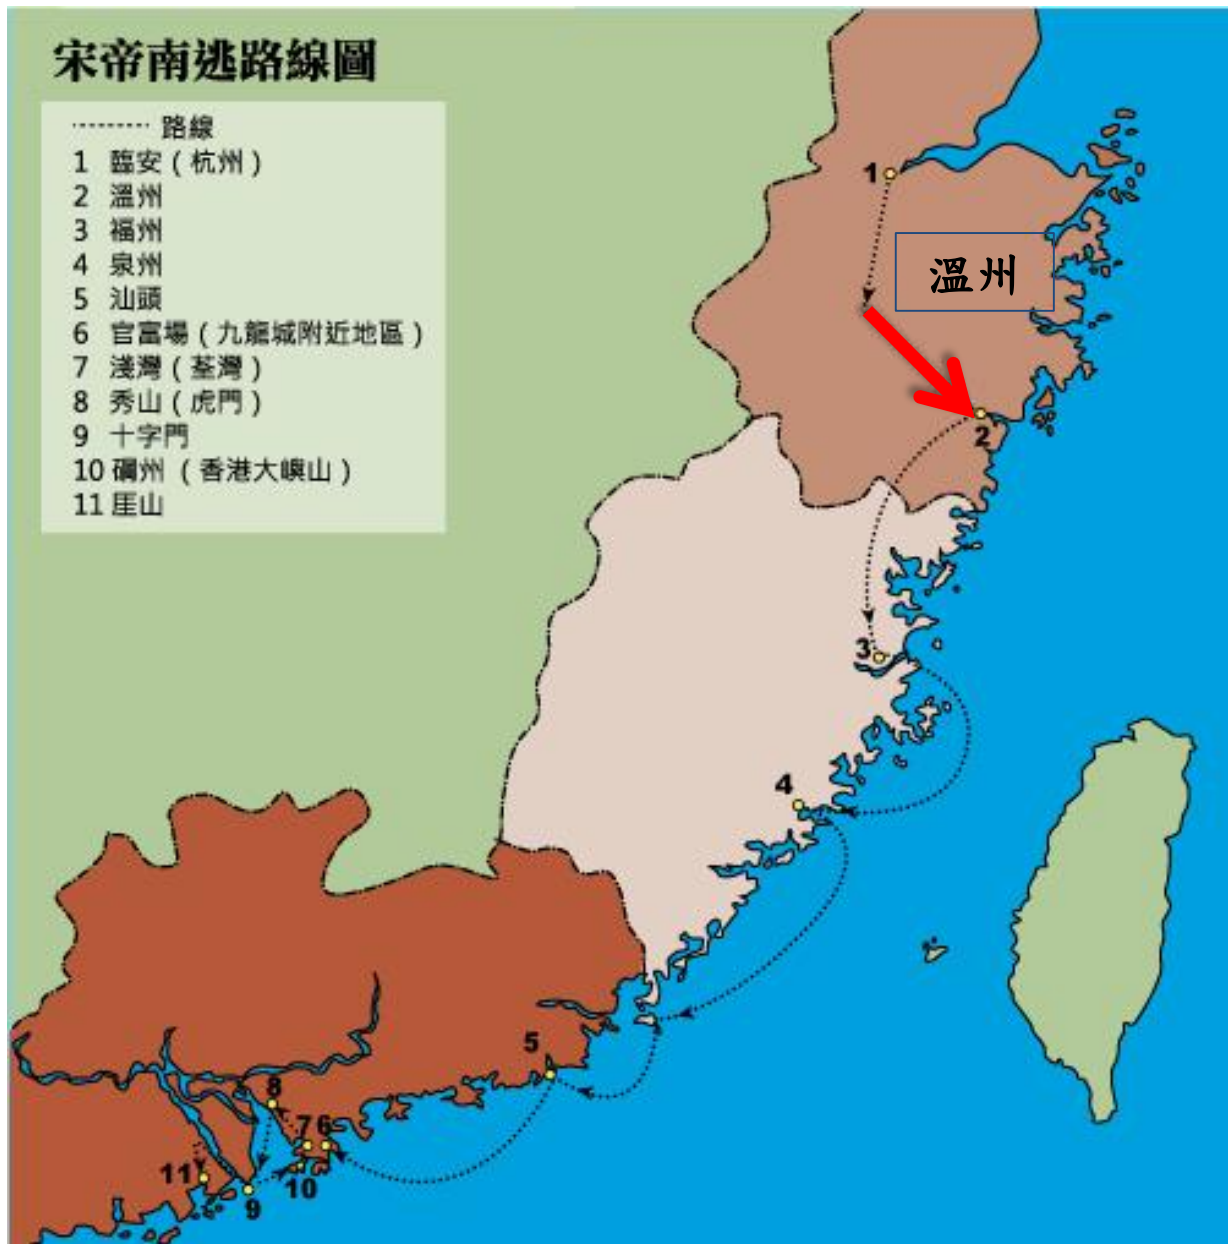 宋帝南逃路線圖
路線
1 臨安（杭州）
2 溫州
3 福州
4 泉州
5 汕頭
6 官富場（九龍城附近地區）
7 淺灣（荃灣）
8 秀山（虎門）
9 十字門
10 碙州 （香港大嶼山）
11 厓山
1
溫州
2
3
4
5
8
7 6
11
10
9